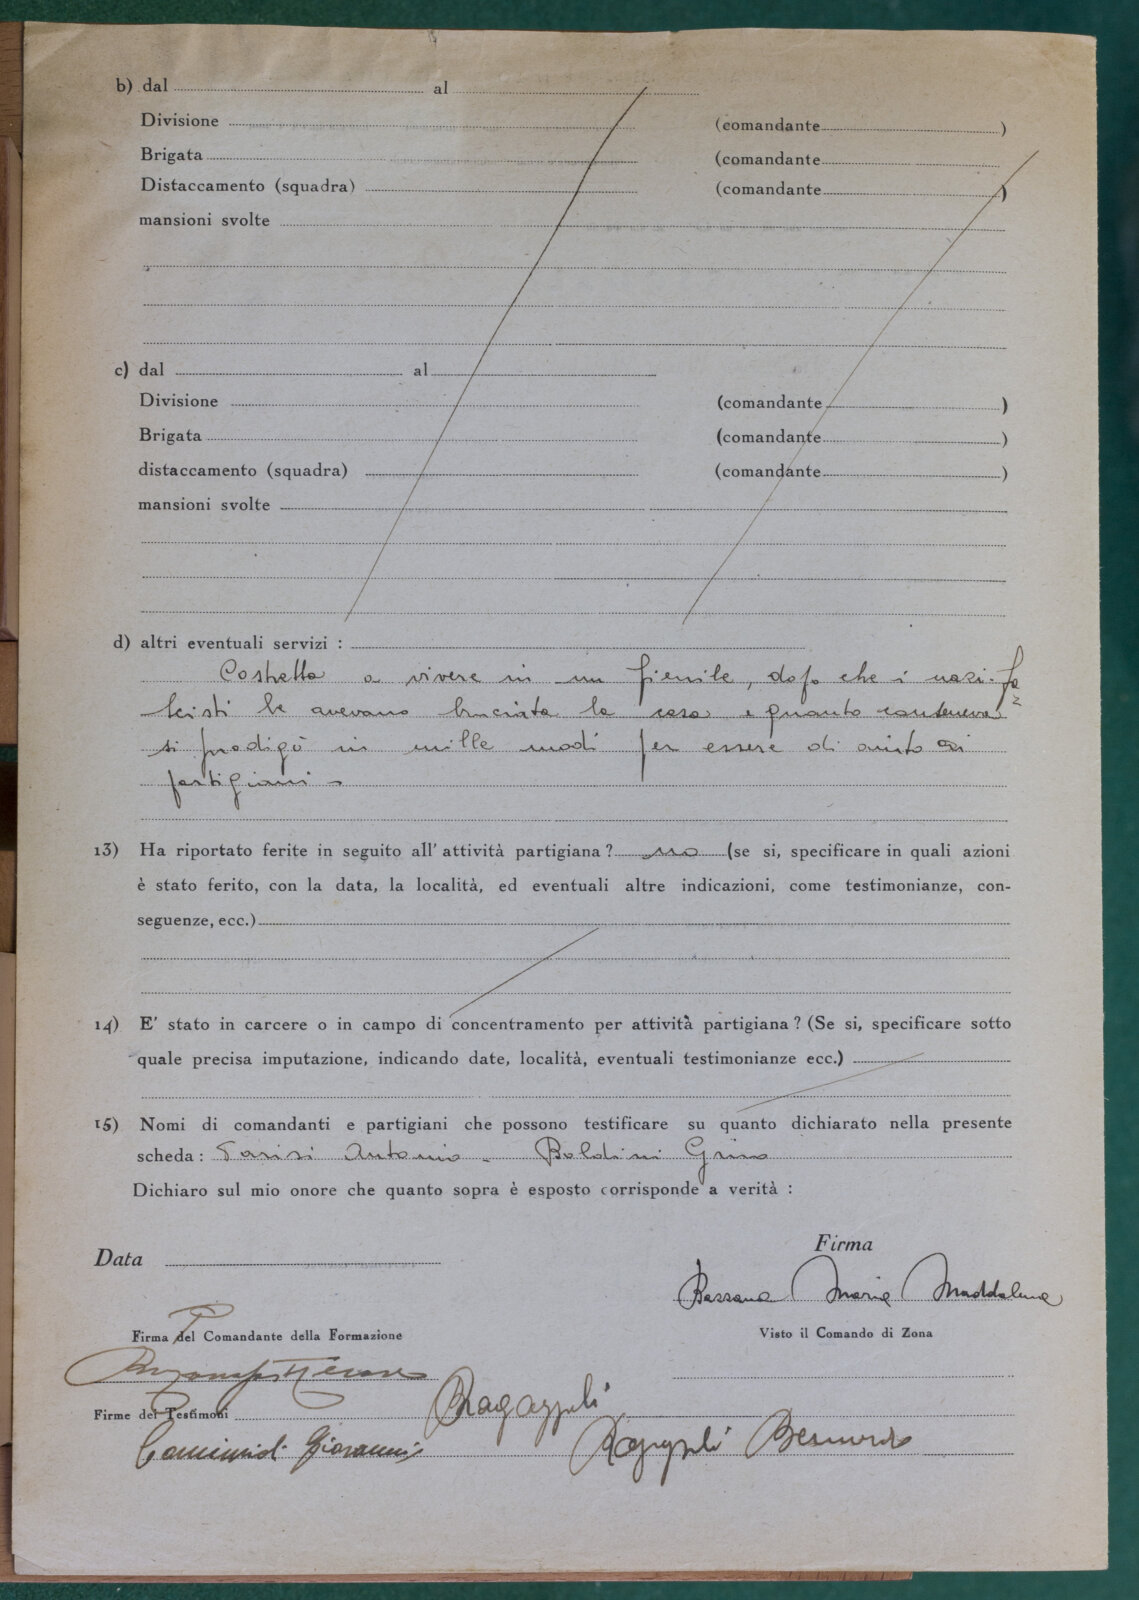 b) dal al
Divisione (comandante )
Brigata (comandante
Distaccamento (squadra) (comandante )
mansioni svolte
c) dal al
Divisione (comandante )
Brigata (comandante )
distaccamento (squadra) (comandante )
mansioni svolte
d) altri eventuali servizi :
Costretta a vivere in un fienile, dopo che i nazi-fa
scisti le avevano bruciata la casa e quanto conteneva
si prodigò in mille modi per essere di aiuto ai
partigiani -
13) Ha riportato ferite in seguito all' attività partigiana ? no (se si, specificare in quali azioni
è stato ferito, con la data, la località, ed eventuali altre indicazioni, come testimonianze, con-
seguenze, ecc.)
14) E' stato in carcere o in campo di concentramento per attività partigiana ? (Se si, specificare sotto
quale precisa imputazione, indicando date, località, eventuali testimonianze ecc.)
15) Nomi di comandanti e partigiani che possono testificare su quanto dichiarato nella presente
scheda : Parisi Antonio - Boldini Gino
Dichiaro sul mio onore che quanto sopra è esposto corrisponde a verità :
Data Firma
Bassana Maria Maddalena
Firma del Comandante della Formazione Visto il Comando di Zona
Firme dei Testimoni Ragazzoli
Giovanni Bernardo